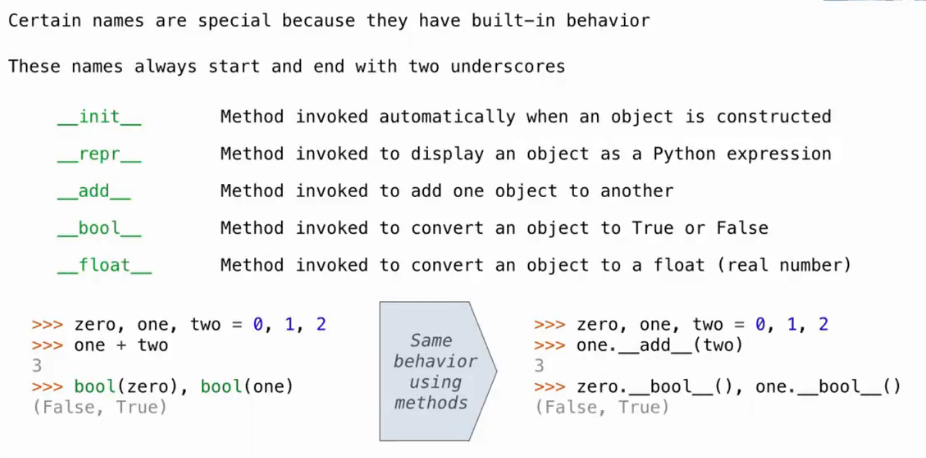 Certain names are special because they have built-in behavior
These names always start and end with two underscores
__init__ Method invoked automatically when an object is constructed
__repr__ Method invoked to display an object as a Python expression
__add__ Method invoked to add one object to another
__bool__ Method invoked to convert an object to True or False
__float__ Method invoked to convert an object to a float (real number)
>>> zero, one, two = 0, 1, 2
>>> one + two
3
>>> bool(zero), bool(one)
(False, True)
Same
behavior
using
methods
>>> zero, one, two = 0, 1, 2
>>> one.__add__(two)
3
>>> zero.__bool__(), one.__bool__()
(False, True)